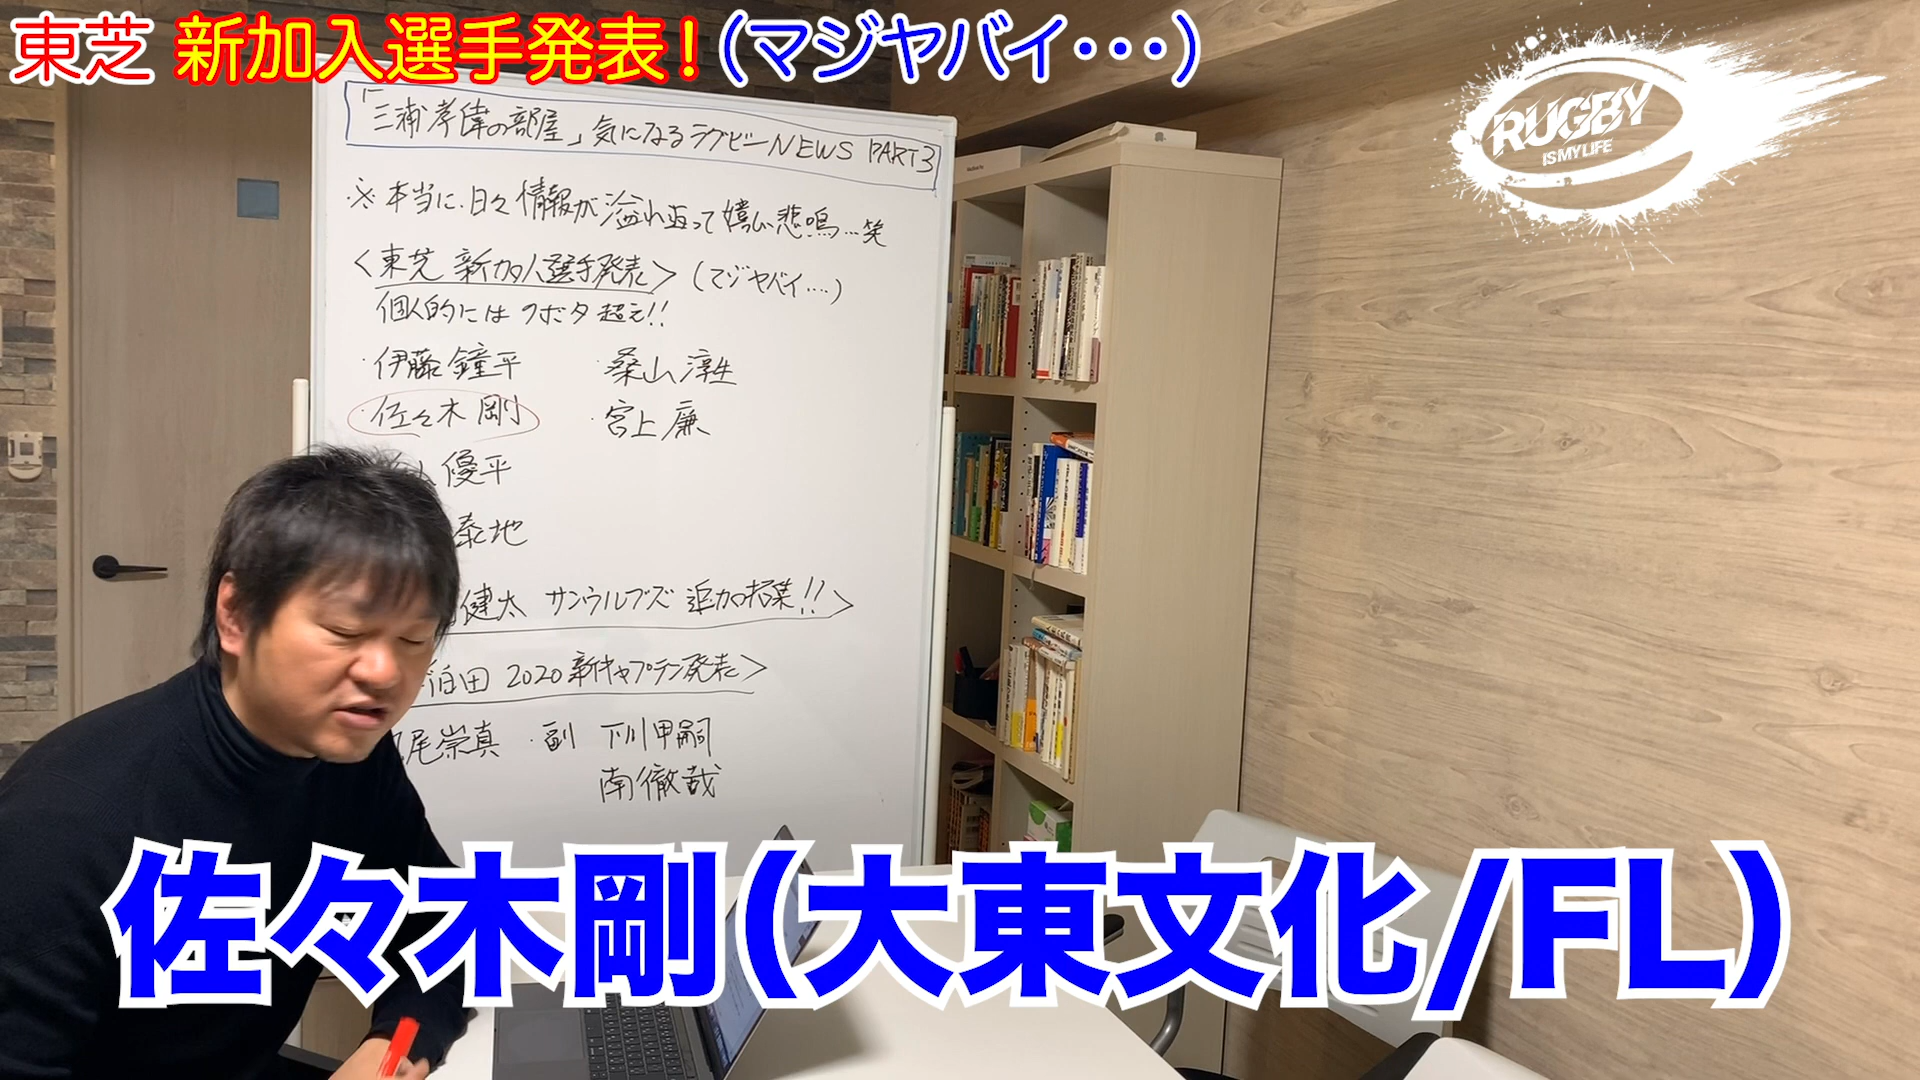 東芝 新加入選手発表!(マジヤバイ・・・)
RUGBY
IS MY LIFE
「三浦孝偉の部屋」気になるラグビーNEWS PART3
※本当に、日々情報が溢れ返って嬉しい悲鳴…笑
<東芝 新加入選手発表>(マジヤバイ…)
個人的には クボタ超え!!
・伊藤鐘平 ・桑山淳生
・佐々木剛 ・宮上廉
優平
泰地
健太 サンウルブズ 追加招集!!>
稲田 2020新キャプテン発表>
尾崇真 ・副 下川甲嗣
南徹哉
佐々木剛(大東文化/FL)